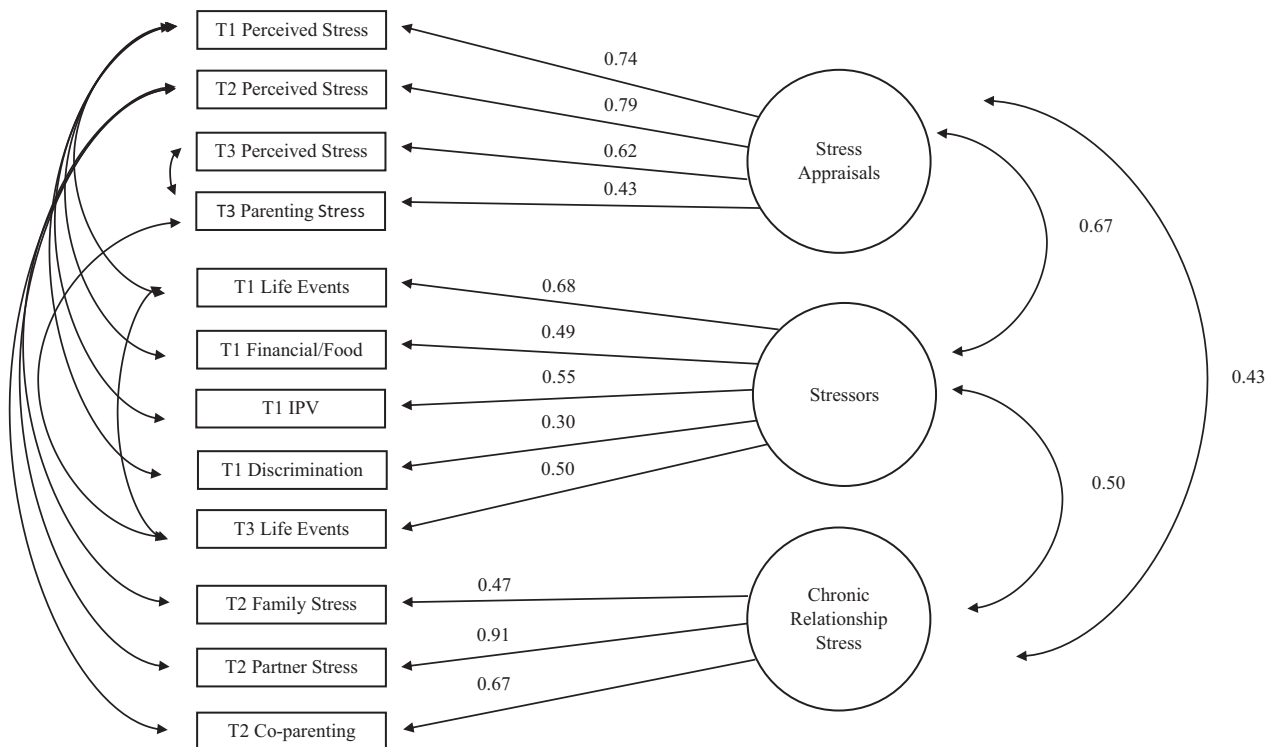 T1 Perceived Stress
T2 Perceived Stress
T3 Perceived Stress
T3 Parenting Stress
T1 Life Events
T1 Financial/Food
T1 IPV
T1 Discrimination
T3 Life Events
T2 Family Stress
T2 Partner Stress
T2 Co-parenting
0.74
0.79
0.62
0.43
0.68
0.49
0.55
0.30
0.50
0.47
0.91
0.67
Stress
Appraisals
Stressors
Chronic
Relationship
Stress
0.67
0.50
0.43